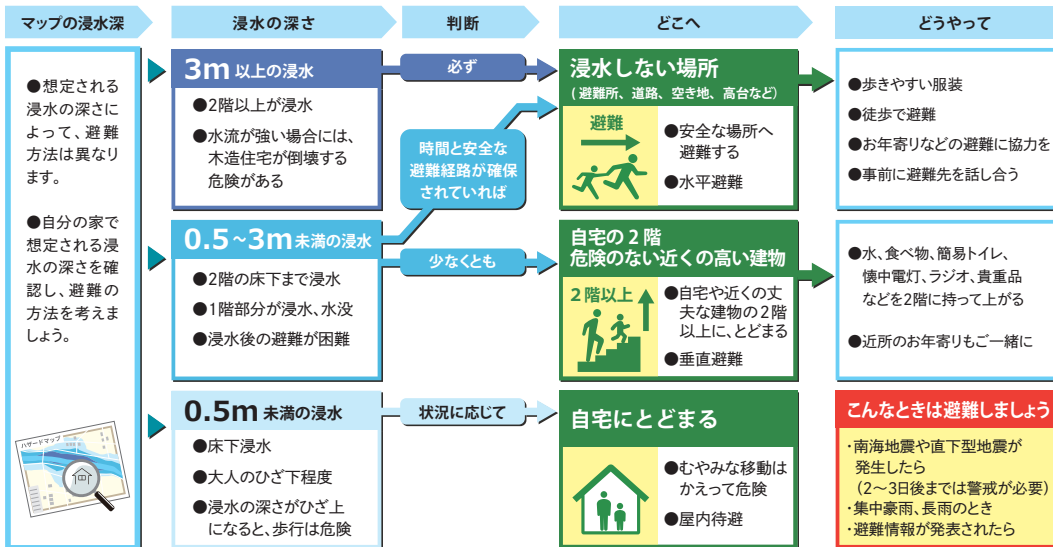 マップの浸水深
浸水の深さ
判断
どこへ
どうやって
●想定される
浸水の深さに
よって、避難
方法は異なり
ます。
●自分の家で
想定される浸
水の深さを確
認し、避難の
方法を考えま
しょう。
ハザードマップ
3m 以上の浸水
●2階以上が浸水
●水流が強い場合には、
木造住宅が倒壊する
危険がある
必ず
時間と安全な
避難経路が確保
されていれば
浸水しない場所
(避難所、道路、空き地、高台など)
避難
●安全な場所へ
避難する
●水平避難
●歩きやすい服装
●徒歩で避難
●お年寄りなどの避難に協力を
●事前に避難先を話し合う
0.5~3m未満の浸水
●2階の床下まで浸水
●1階部分が浸水、水没
●浸水後の避難が困難
少なくとも
自宅の2階
危険のない近くの高い建物
2階以上
●自宅や近くの丈
夫な建物の2階
以上に、とどまる
●垂直避難
●水、食べ物、簡易トイレ、
懐中電灯、ラジオ、貴重品
などを2階に持って上がる
●近所のお年寄りもご一緒に
0.5m 未満の浸水
●床下浸水
●大人のひざ下程度
●浸水の深さがひざ上
になると、歩行は危険
状況に応じて
自宅にとどまる
●むやみな移動は
かえって危険
●屋内待避
こんなときは避難しましょう
・南海地震や直下型地震が
発生したら
(2~3日後までは警戒が必要)
・集中豪雨、長雨のとき
・避難情報が発表されたら